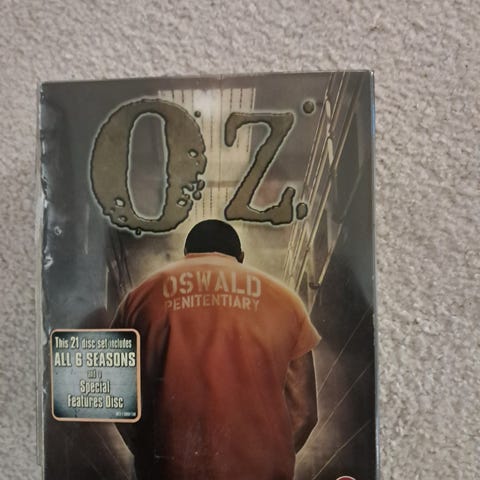 OZ.
OSWALD
PENITENTIARY
This 21 disc set includes
ALL 6 SEASONS
and a
Special
Features Disc